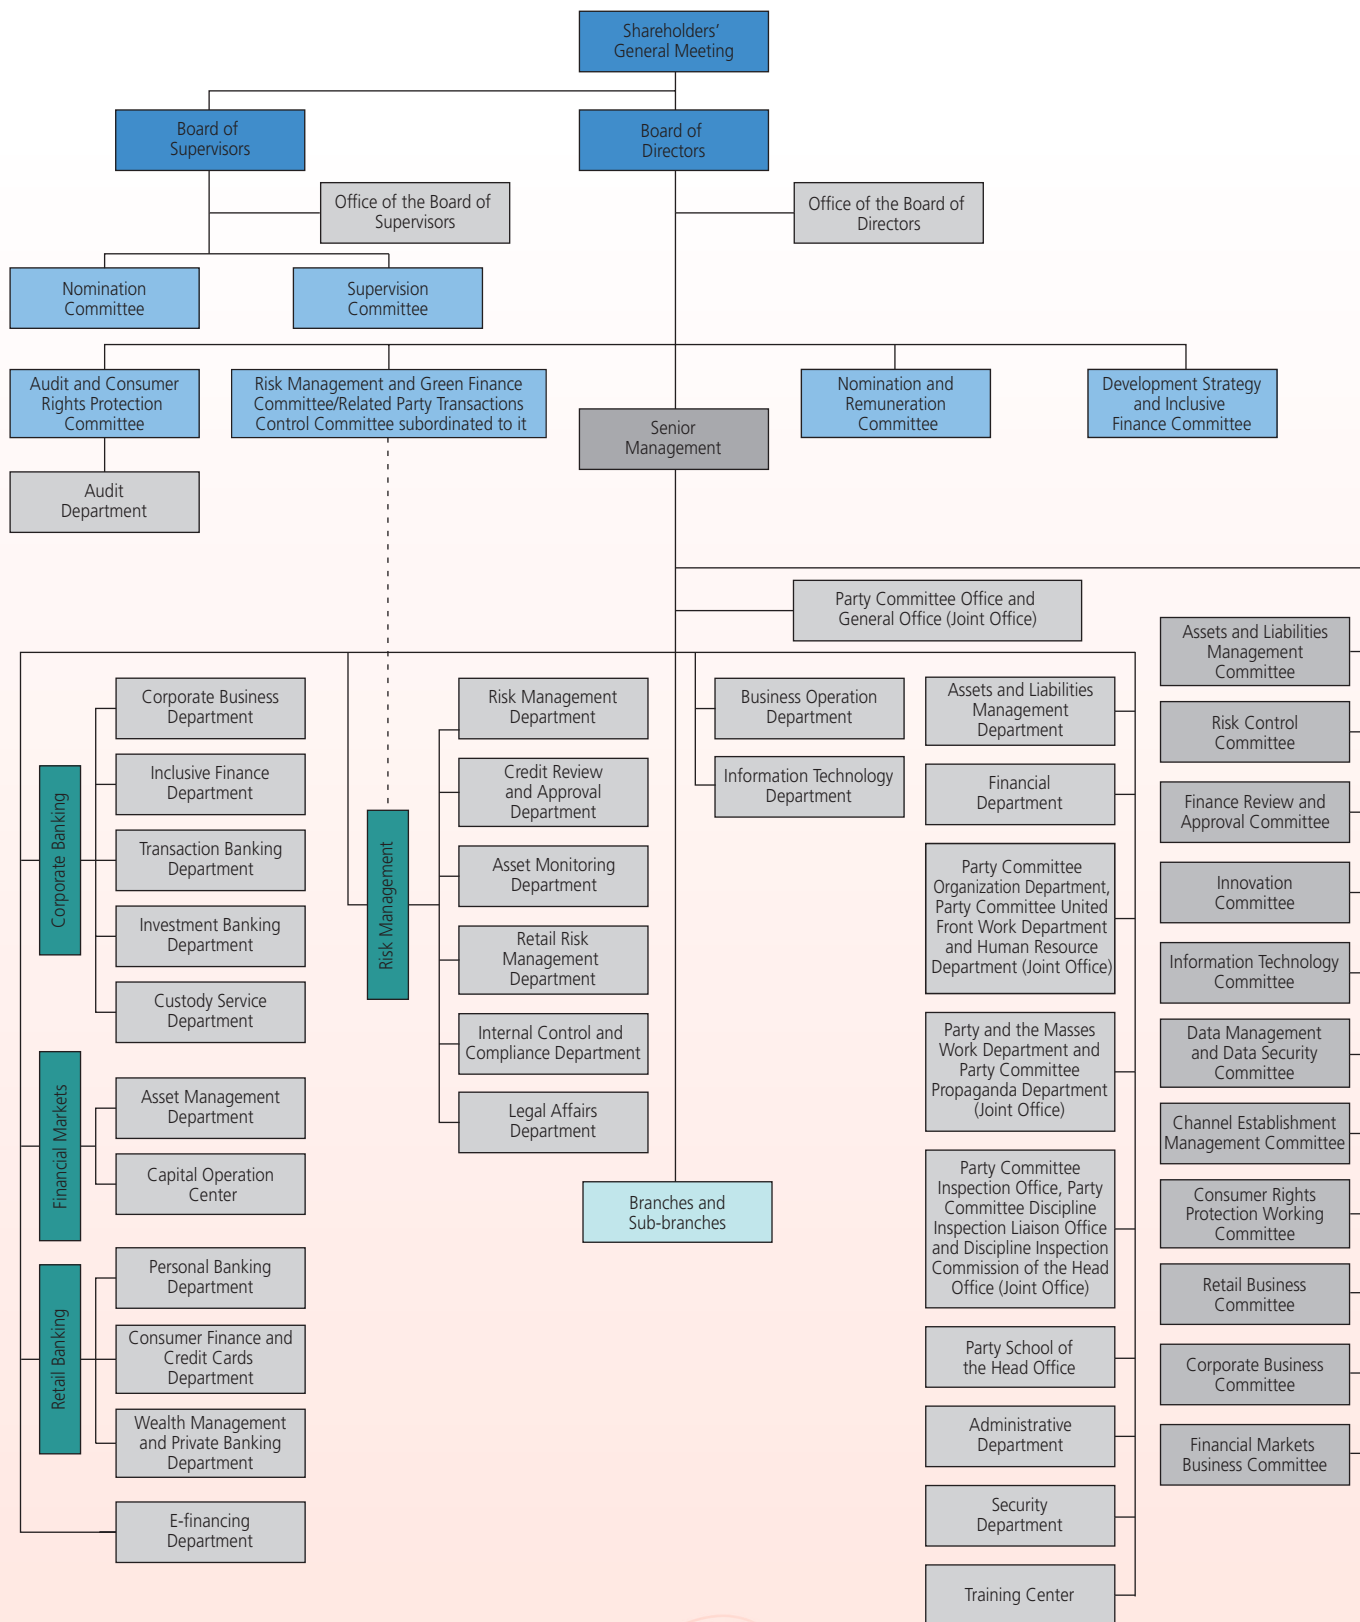 Shareholders'
General Meeting
Board of
Supervisors
Board of
Directors
Office of the Board of
Supervisors
Office of the Board of
Directors
Nomination
Committee
Supervision
Committee
Audit and Consumer
Rights Protection
Committee
Risk Management and Green Finance
Committee/Related Party Transactions
Control Committee subordinated to it
Nomination and
Remuneration
Committee
Development Strategy
and Inclusive
Finance Committee
Senior
Management
Audit
Department
Party Committee Office and
General Office (Joint Office)
Corporate Banking
Corporate Business
Department
Inclusive Finance
Department
Transaction Banking
Department
Investment Banking
Department
Custody Service
Department
Financial Markets
Asset Management
Department
Capital Operation
Center
Retail Banking
Personal Banking
Department
Consumer Finance and
Credit Cards
Department
Wealth Management
and Private Banking
Department
E-financing
Department
Risk Management
Risk Management
Department
Credit Review
and Approval
Department
Asset Monitoring
Department
Retail Risk
Management
Department
Internal Control and
Compliance Department
Legal Affairs
Department
Branches and
Sub-branches
Business Operation
Department
Information Technology
Department
Assets and Liabilities
Management
Department
Financial
Department
Party Committee
Organization Department,
Party Committee United
Front Work Department
and Human Resource
Department (Joint Office)
Party and the Masses
Work Department and
Party Committee
Propaganda Department
(Joint Office)
Party Committee
Inspection Office, Party
Committee Discipline
Inspection Liaison Office
and Discipline Inspection
Commission of the Head
Office (Joint Office)
Party School of
the Head Office
Administrative
Department
Security
Department
Training Center
Assets and Liabilities
Management
Committee
Risk Control
Committee
Finance Review and
Approval Committee
Innovation
Committee
Information Technology
Committee
Data Management
and Data Security
Committee
Channel Establishment
Management Committee
Consumer Rights
Protection Working
Committee
Retail Business
Committee
Corporate Business
Committee
Financial Markets
Business Committee